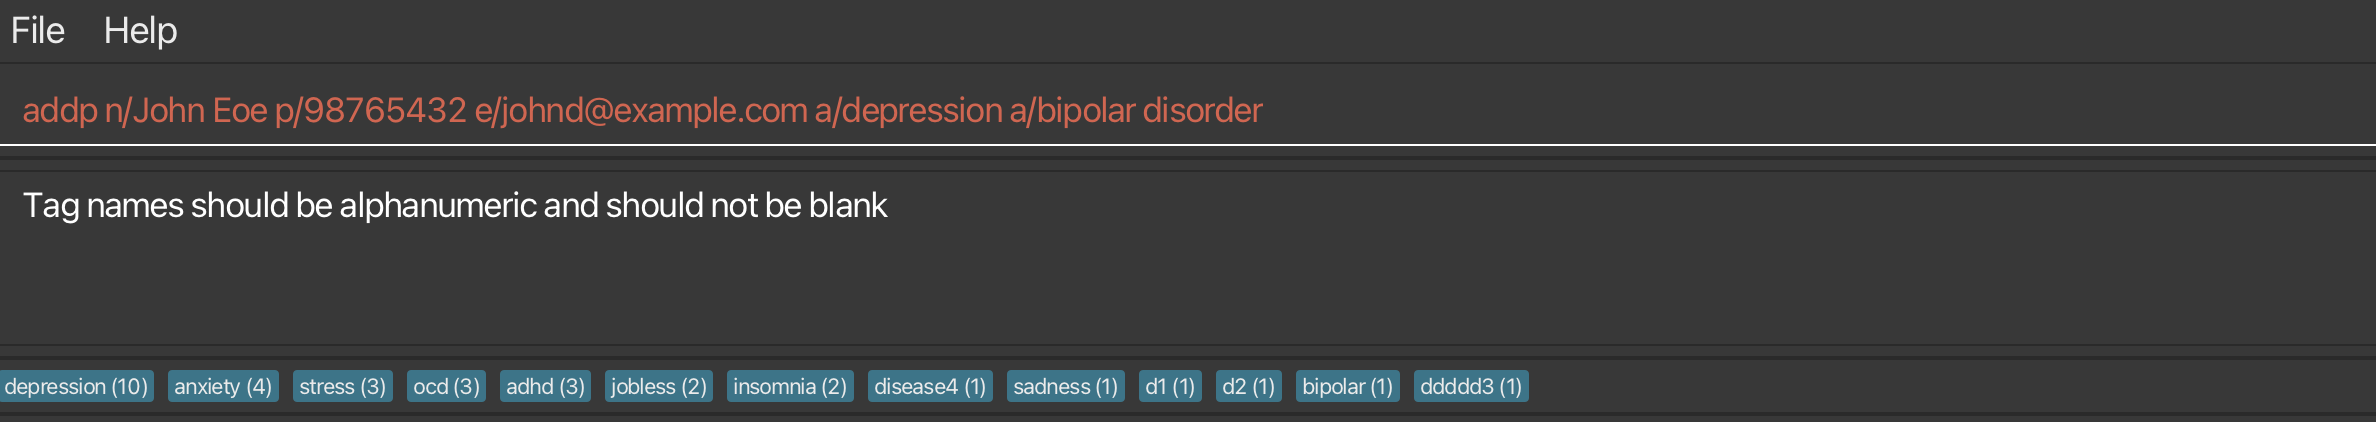 File Help
addp n/John Eoe p/98765432 e/johnd@example.com a/depression a/bipolar disorder
Tag names should be alphanumeric and should not be blank
depression (10) anxiety (4) stress (3) ocd (3) adhd (3) jobless (2) insomnia (2) disease4 (1) sadness (1) d1 (1) d2 (1) bipolar (1) ddddd3 (1)